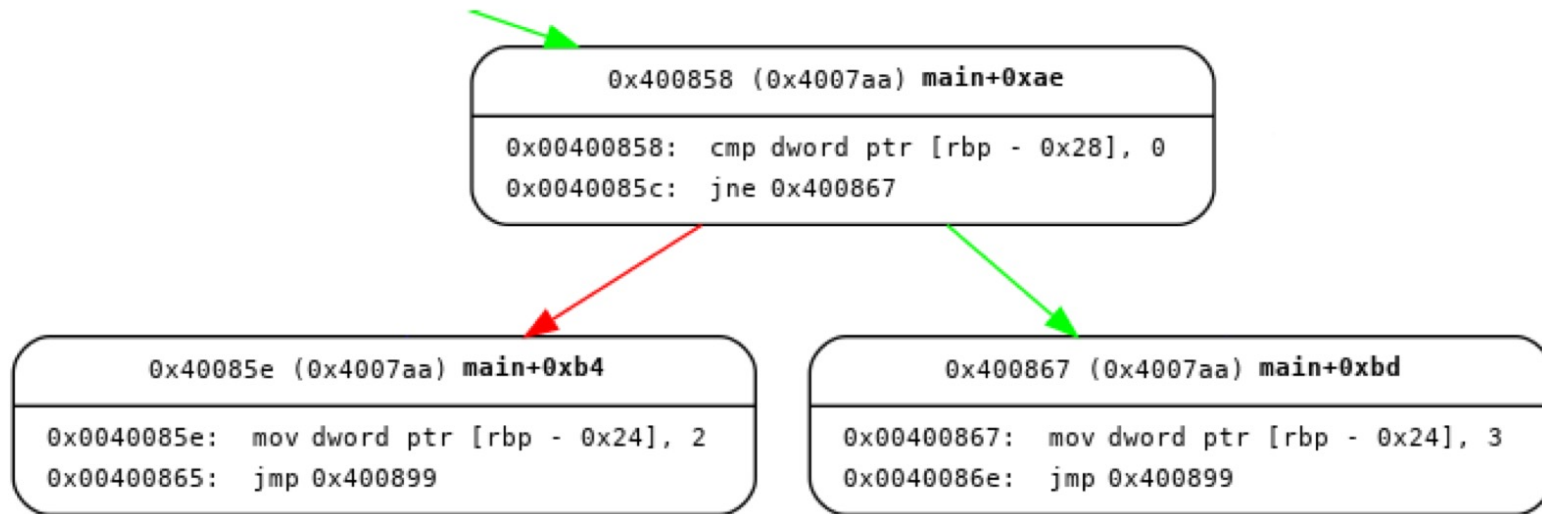 0x400858 (0x4007aa) main+0xae
0x00400858: cmp dword ptr [rbp - 0x28], 0
0x0040085c: jne 0x400867
0x40085e (0x4007aa) main+0xb4
0x0040085e: mov dword ptr [rbp - 0x24], 2
0x00400865: jmp 0x400899
0x400867 (0x4007aa) main+0xbd
0x00400867: mov dword ptr [rbp - 0x24], 3
0x0040086e: jmp 0x400899